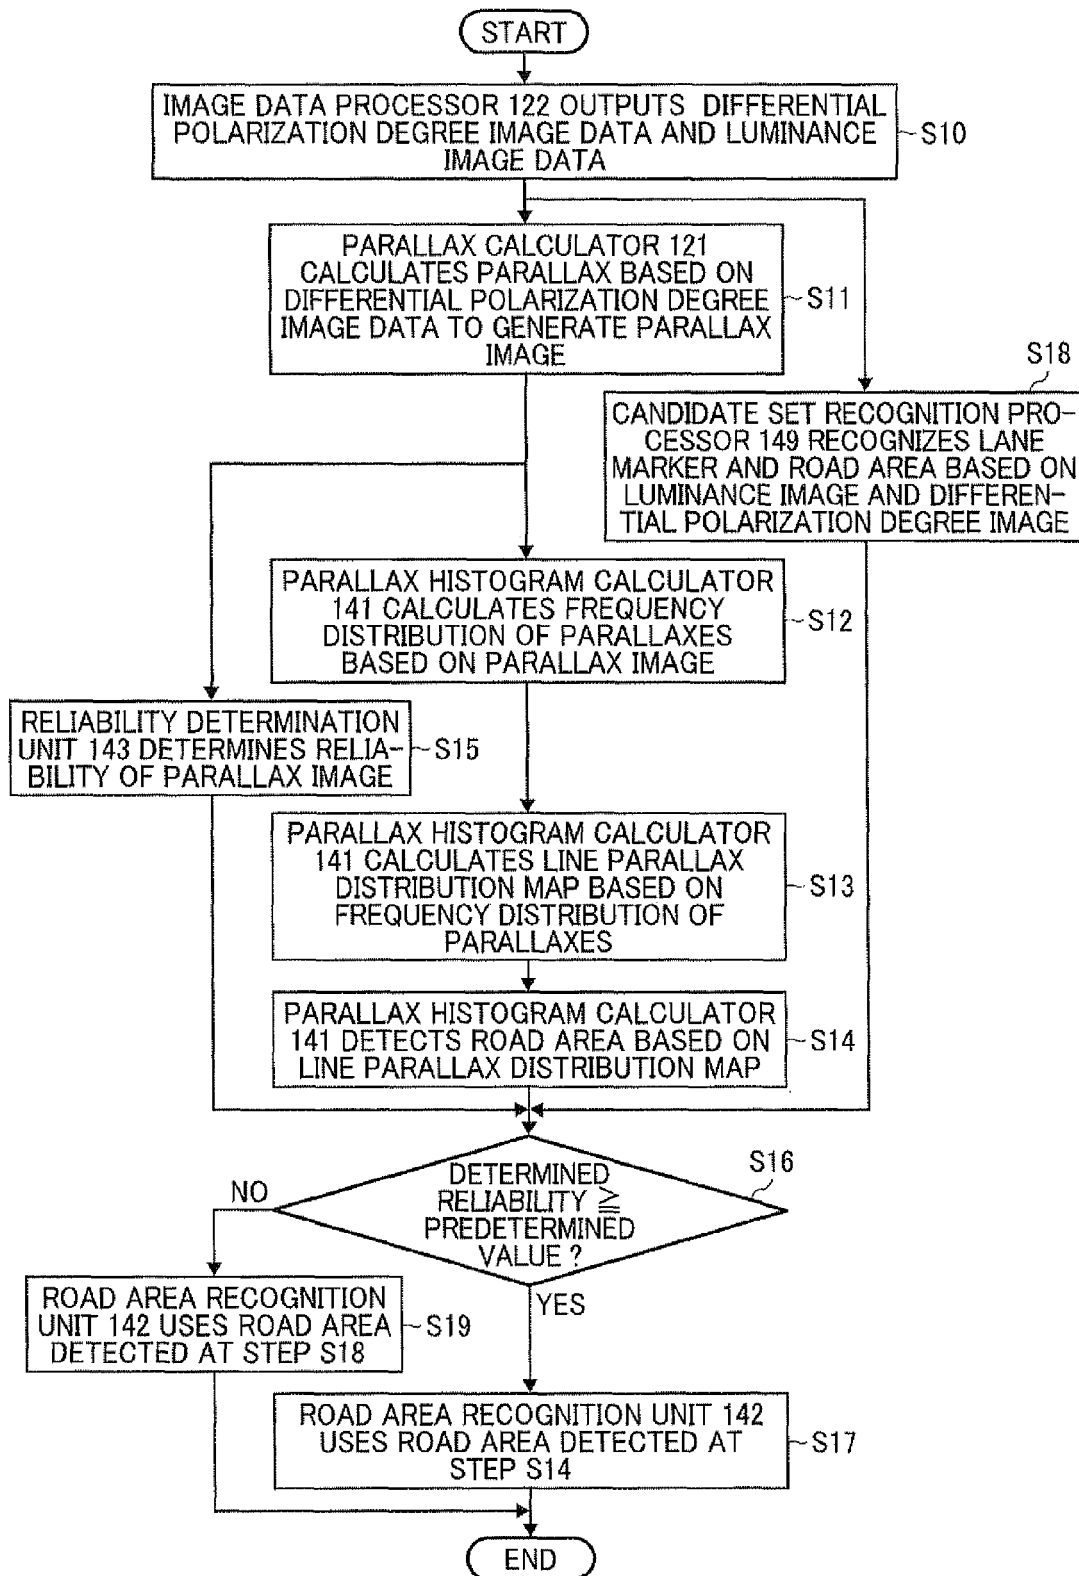 START
IMAGE DATA PROCESSOR 122 OUTPUTS DIFFERENTIAL
POLARIZATION DEGREE IMAGE DATA AND LUMINANCE
IMAGE DATA
S10
PARALLAX CALCULATOR 121
CALCULATES PARALLAX BASED ON
DIFFERENTIAL POLARIZATION DEGREE
IMAGE DATA TO GENERATE PARALLAX
IMAGE
S11
S18
CANDIDATE SET RECOGNITION PRO-
CESSOR 149 RECOGNIZES LANE
MARKER AND ROAD AREA BASED ON
LUMINANCE IMAGE AND DIFFEREN-
TIAL POLARIZATION DEGREE IMAGE
PARALLAX HISTOGRAM CALCULATOR
141 CALCULATES FREQUENCY
DISTRIBUTION OF PARALLAXES
BASED ON PARALLAX IMAGE
S12
RELIABILITY DETERMINATION
UNIT 143 DETERMINES RELIA-
BILITY OF PARALLAX IMAGE
S15
PARALLAX HISTOGRAM CALCULATOR
141 CALCULATES LINE PARALLAX
DISTRIBUTION MAP BASED ON
FREQUENCY DISTRIBUTION OF
PARALLAXES
S13
PARALLAX HISTOGRAM CALCULATOR
141 DETECTS ROAD AREA BASED ON
LINE PARALLAX DISTRIBUTION MAP
S14
DETERMINED
RELIABILITY ≧
PREDETERMINED
VALUE ?
S16
NO
YES
ROAD AREA RECOGNITION
UNIT 142 USES ROAD AREA
DETECTED AT STEP S18
S19
ROAD AREA RECOGNITION UNIT 142
USES ROAD AREA DETECTED AT
STEP S14
S17
END